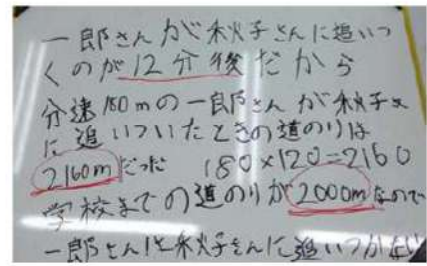 一郎さんが秋子さんに追いつ
くのが12分後だから
分速180mの一郎さんが秋子さ
に追いついたときの道のりは
2160mだった 180×120=2160
学校までの道のりが2000mなので
一郎さんは秋子さんに追いつかない